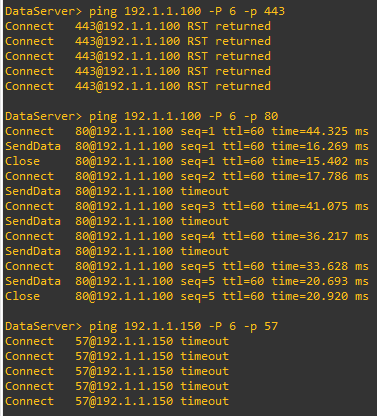 DataServer> ping 192.1.1.100 -P 6 -p 443
Connect   443@192.1.1.100 RST returned
Connect   443@192.1.1.100 RST returned
Connect   443@192.1.1.100 RST returned
Connect   443@192.1.1.100 RST returned
Connect   443@192.1.1.100 RST returned
DataServer> ping 192.1.1.100 -P 6 -p 80
Connect   80@192.1.1.100 seq=1 ttl=60 time=44.325 ms
SendData  80@192.1.1.100 seq=1 ttl=60 time=16.269 ms
Close     80@192.1.1.100 seq=1 ttl=60 time=15.402 ms
Connect   80@192.1.1.100 seq=2 ttl=60 time=17.786 ms
SendData  80@192.1.1.100 timeout
Connect   80@192.1.1.100 seq=3 ttl=60 time=41.075 ms
SendData  80@192.1.1.100 timeout
Connect   80@192.1.1.100 seq=4 ttl=60 time=36.217 ms
SendData  80@192.1.1.100 timeout
Connect   80@192.1.1.100 seq=5 ttl=60 time=33.628 ms
SendData  80@192.1.1.100 seq=5 ttl=60 time=20.693 ms
Close     80@192.1.1.100 seq=5 ttl=60 time=20.920 ms
DataServer> ping 192.1.1.150 -P 6 -p 57
Connect   57@192.1.1.150 timeout
Connect   57@192.1.1.150 timeout
Connect   57@192.1.1.150 timeout
Connect   57@192.1.1.150 timeout
Connect   57@192.1.1.150 timeout